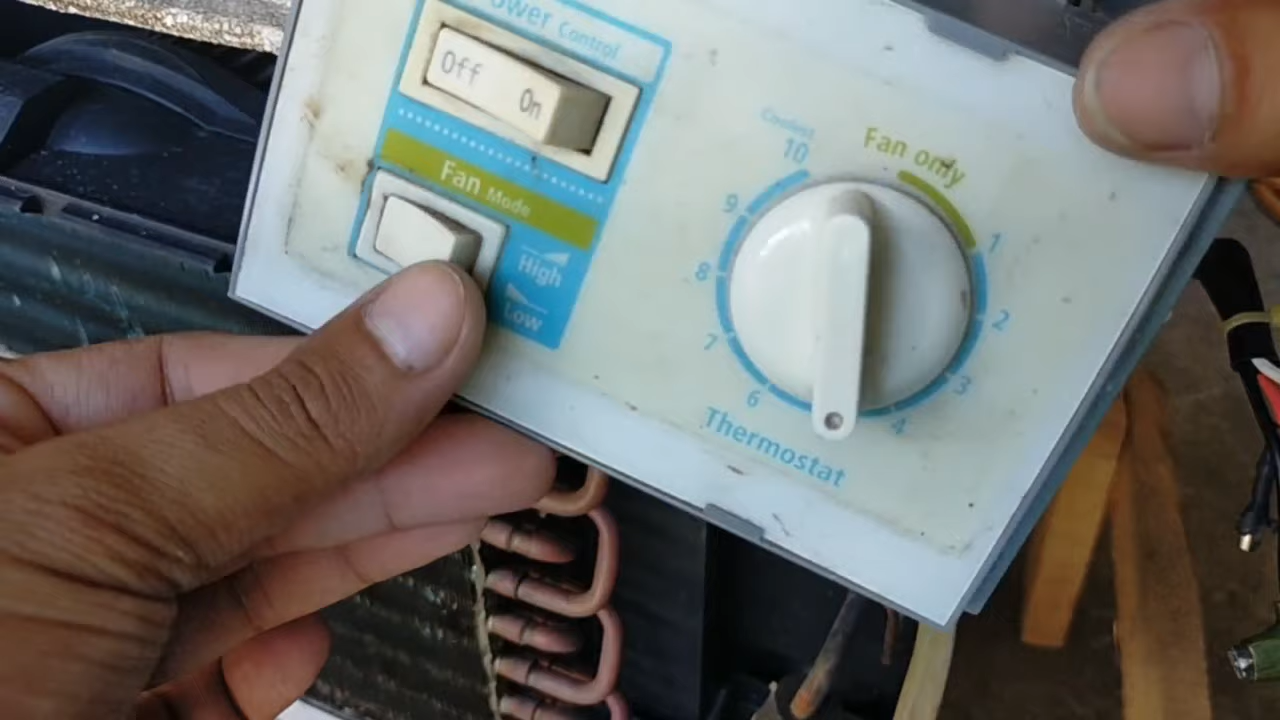 Power Control
Off
On
Fan Mode
High
Low
Coolest
10
9
8
7
6
4
3
2
1
Fan only
Thermostat